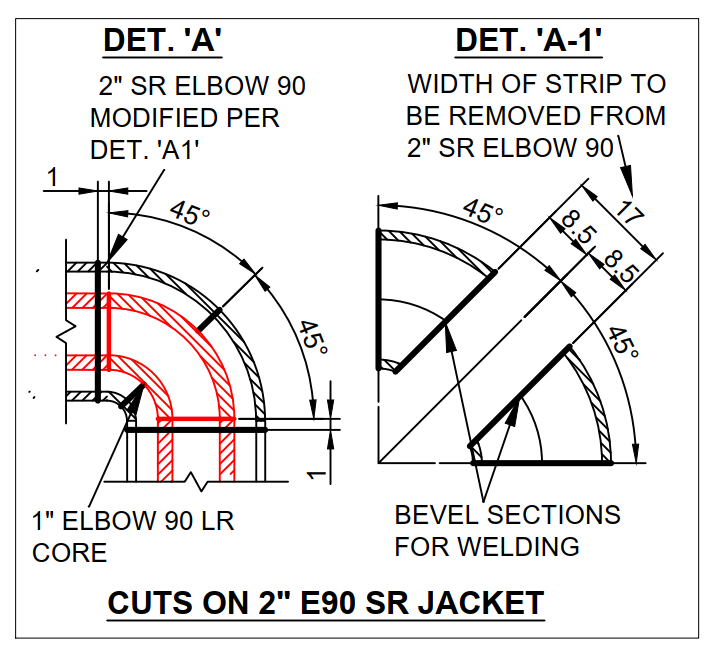 DET. 'A'
2" SR ELBOW 90
MODIFIED PER
DET. 'A1'
1
45°
45°
1
1" ELBOW 90 LR
CORE
DET. 'A-1'
WIDTH OF STRIP TO
BE REMOVED FROM
2" SR ELBOW 90
45°
8.5
17
8.5
45°
BEVEL SECTIONS
FOR WELDING
CUTS ON 2" E90 SR JACKET